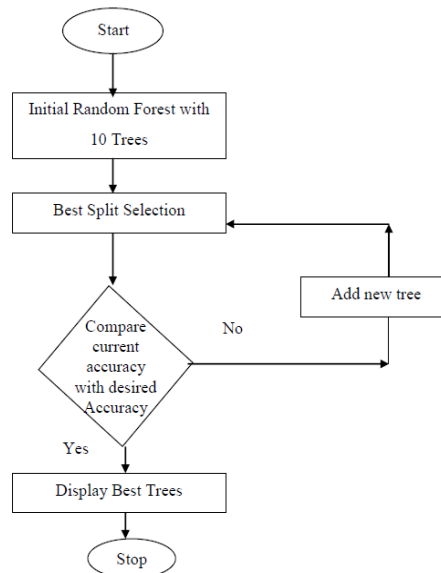 Start
Initial Random Forest with
10 Trees
Best Split Selection
Add new tree
No
Compare
current
accuracy
with desired
Accuracy
Yes
Display Best Trees
Stop